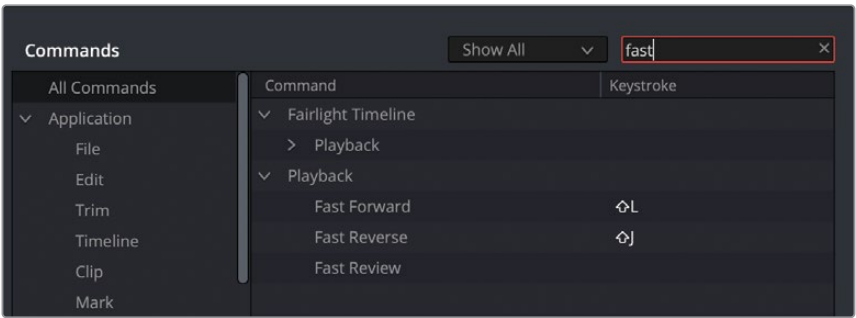 Commands
Show All
fast
All Commands
Command
Keystroke
Application
Fairlight Timeline
File
Playback
Edit
Playback
Trim
Fast Forward
⇧L
Timeline
Fast Reverse
⇧J
Clip
Fast Review
Mark